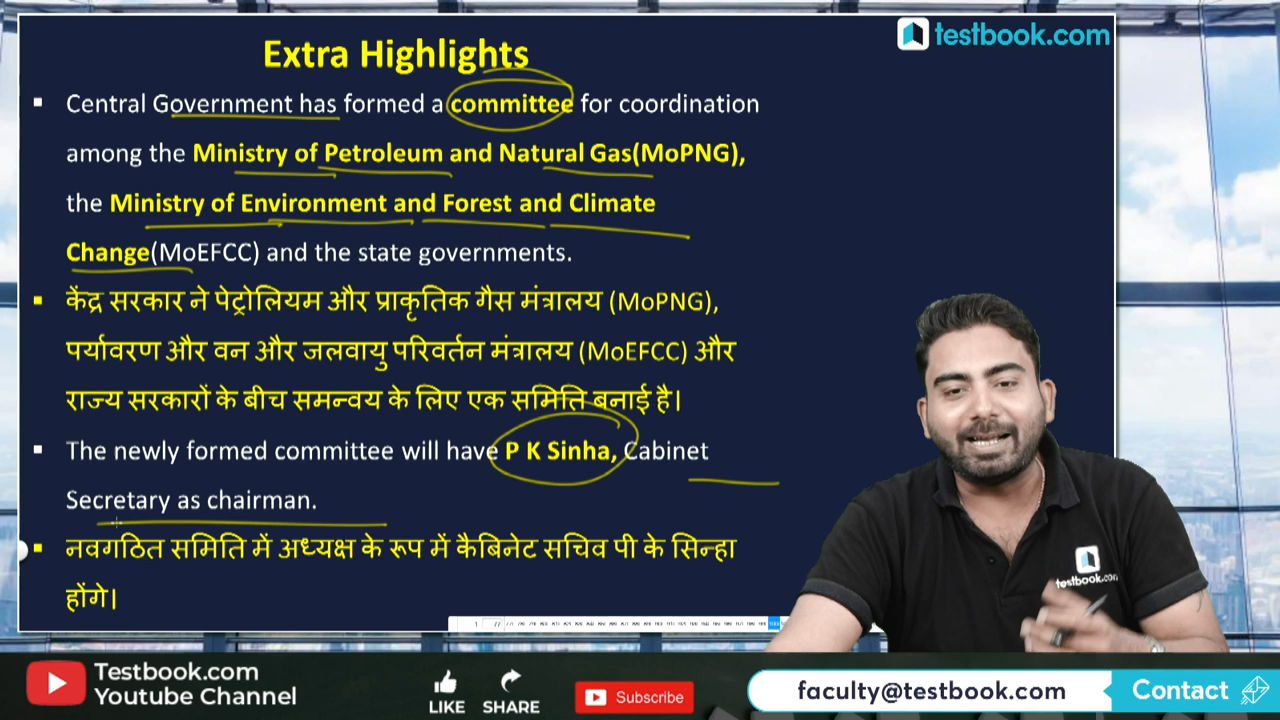 testbook.com
Extra Highlights
▪ Central Government has formed a committee for coordination
among the Ministry of Petroleum and Natural Gas(MoPNG),
the Ministry of Environment and Forest and Climate
Change(MoEFCC) and the state governments.
▪ केंद्र सरकार ने पेट्रोलियम और प्राकृतिक गैस मंत्रालय (MoPNG),
पर्यावरण और वन और जलवायु परिवर्तन मंत्रालय (MoEFCC) और
राज्य सरकारों के बीच समन्वय के लिए एक समिति बनाई है।
▪ The newly formed committee will have P K Sinha, Cabinet
Secretary as chairman.
▪ नवगठित समिति में अध्यक्ष के रूप में कैबिनेट सचिव पी के सिन्हा
होंगे।
testbook.com
Testbook.com
Youtube Channel
LIKE
SHARE
Subscribe
faculty@testbook.com
Contact